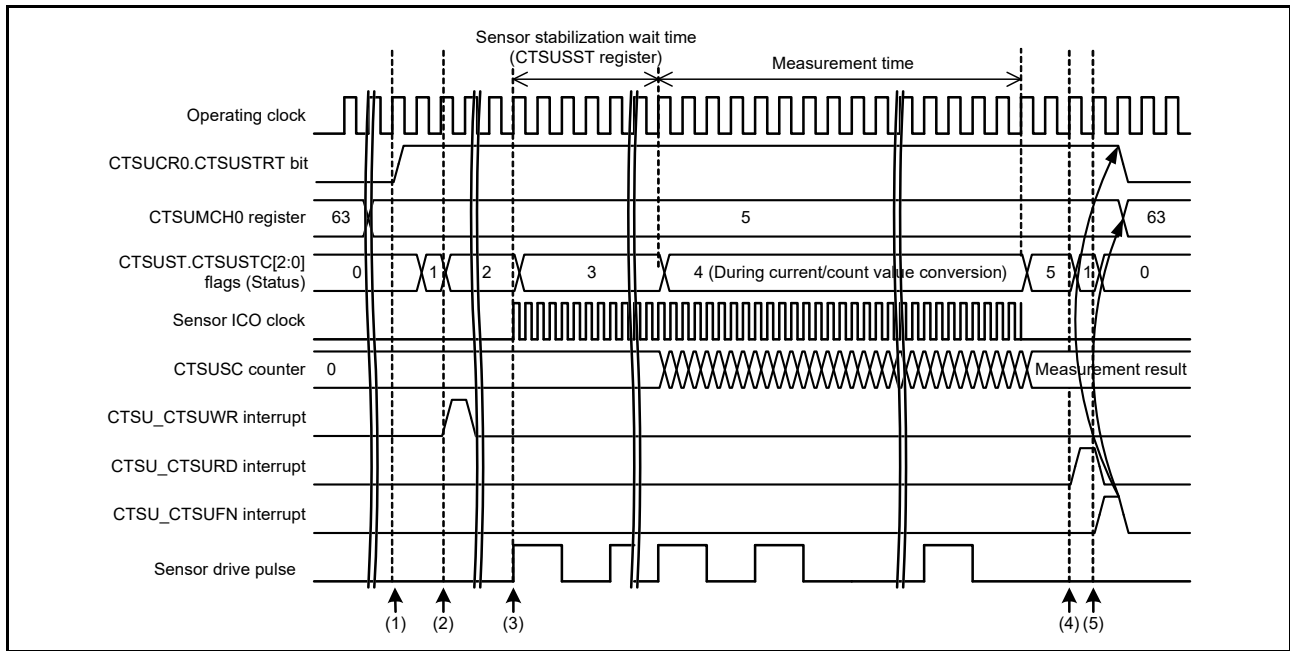 Sensor stabilization wait time
(CTSUSST register)
Measurement time
Operating clock
CTSUCR0.CTSUSTRT bit
CTSUMCH0 register
63
5
63
CTSUST.CTSUSTC[2:0]
flags (Status)
0
1
2
3
4 (During current/count value conversion)
5
1
0
Sensor ICO clock
CTSUSC counter
0
Measurement result
CTSU_CTSUWR interrupt
CTSU_CTSURD interrupt
CTSU_CTSUFN interrupt
Sensor drive pulse
(1)
(2)
(3)
(4)
(5)